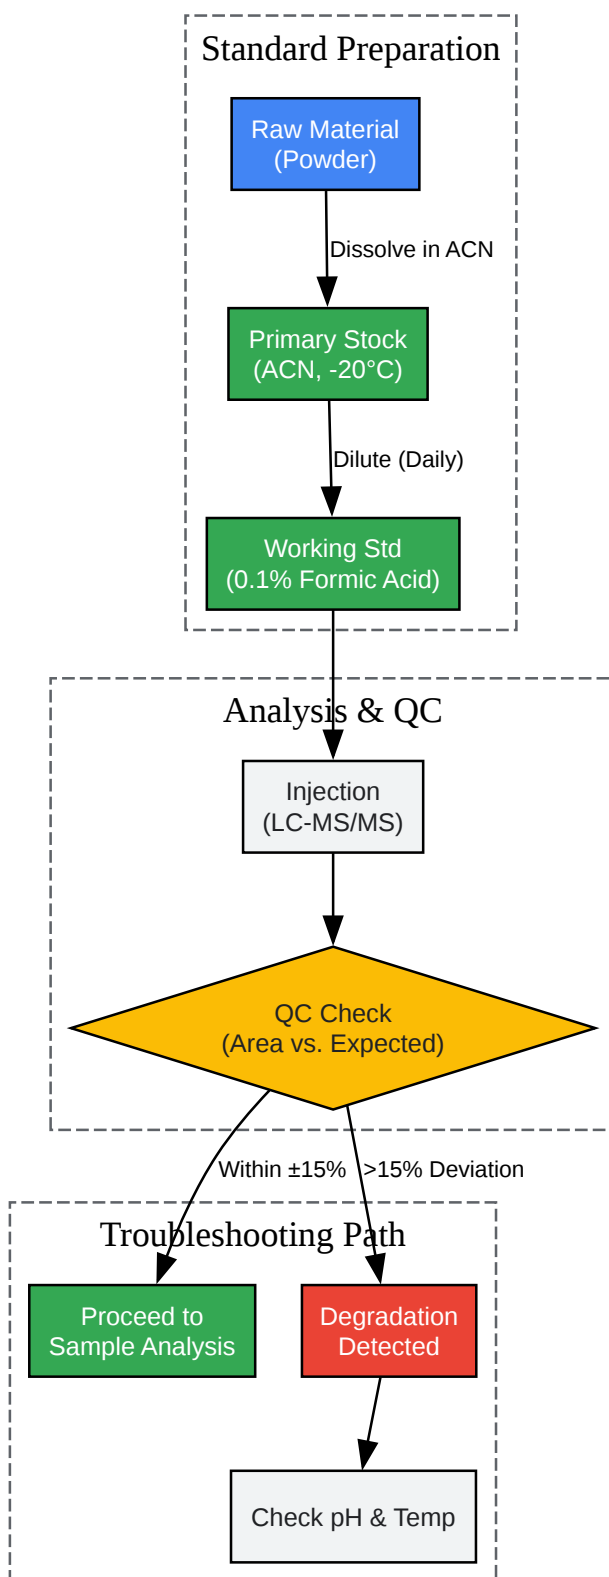 Standard Preparation
Raw Material
(Powder)
Dissolve in ACN
Primary Stock
(ACN, -20°C)
Dilute (Daily)
Working Std
(0.1% Formic Acid)
Analysis & QC
Injection
(LC-MS/MS)
QC Check
(Area vs. Expected)
Within ±15%
>15% Deviation
Troubleshooting Path
Proceed to
Sample Analysis
Degradation
Detected
Check pH & Temp